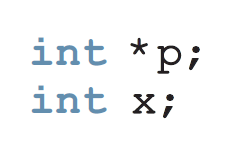 int *p;
int x;